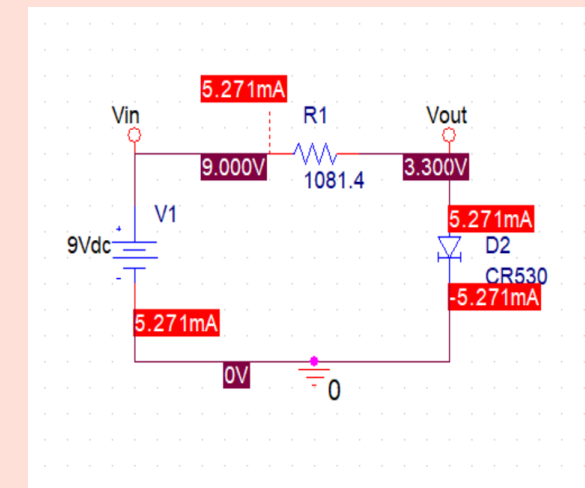 5.271mA
Vin
R1
Vout
9.000V
3.300V
1081.4
V1
5.271mA
9Vdc
D2
CR530
-5.271mA
5.271mA
0V
0